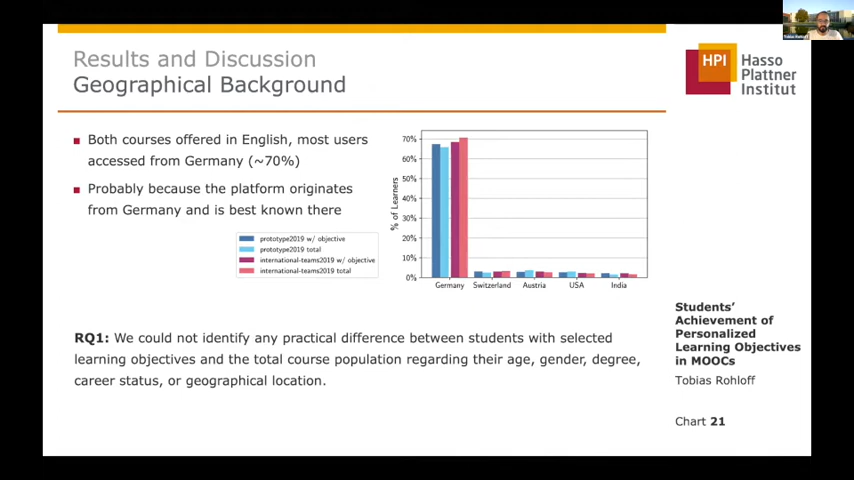 Results and Discussion
Geographical Background
HPI
Hasso
Plattner
Institut
Both courses offered in English, most users
accessed from Germany (~70%)
Probably because the platform originates
from Germany and is best known there
prototype2019 w/ objective
prototype2019 total
international-teams2019 w/ objective
international-teams2019 total
% of Learners
70%
60%
50%
40%
30%
20%
10%
0%
Germany Switzerland Austria USA India
RQ1: We could not identify any practical difference between students with selected
learning objectives and the total course population regarding their age, gender, degree,
career status, or geographical location.
Students'
Achievement of
Personalized
Learning Objectives
in MOOCs
Tobias Rohloff
Chart 21
Tobias Rohloff